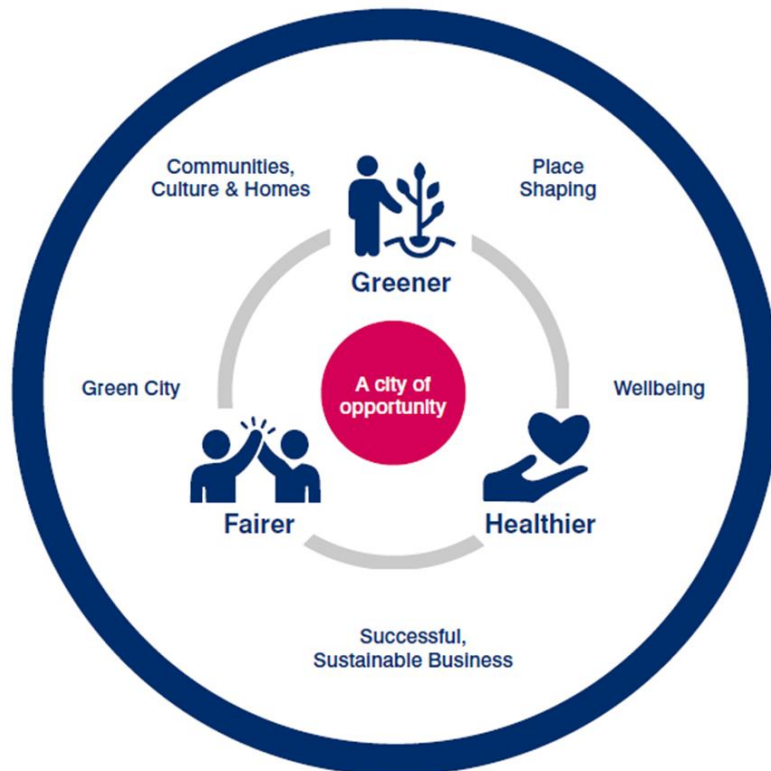 Communities,
Culture & Homes
Place
Shaping
Greener
Green City
A city of
opportunity
Wellbeing
Fairer
Healthier
Successful,
Sustainable Business